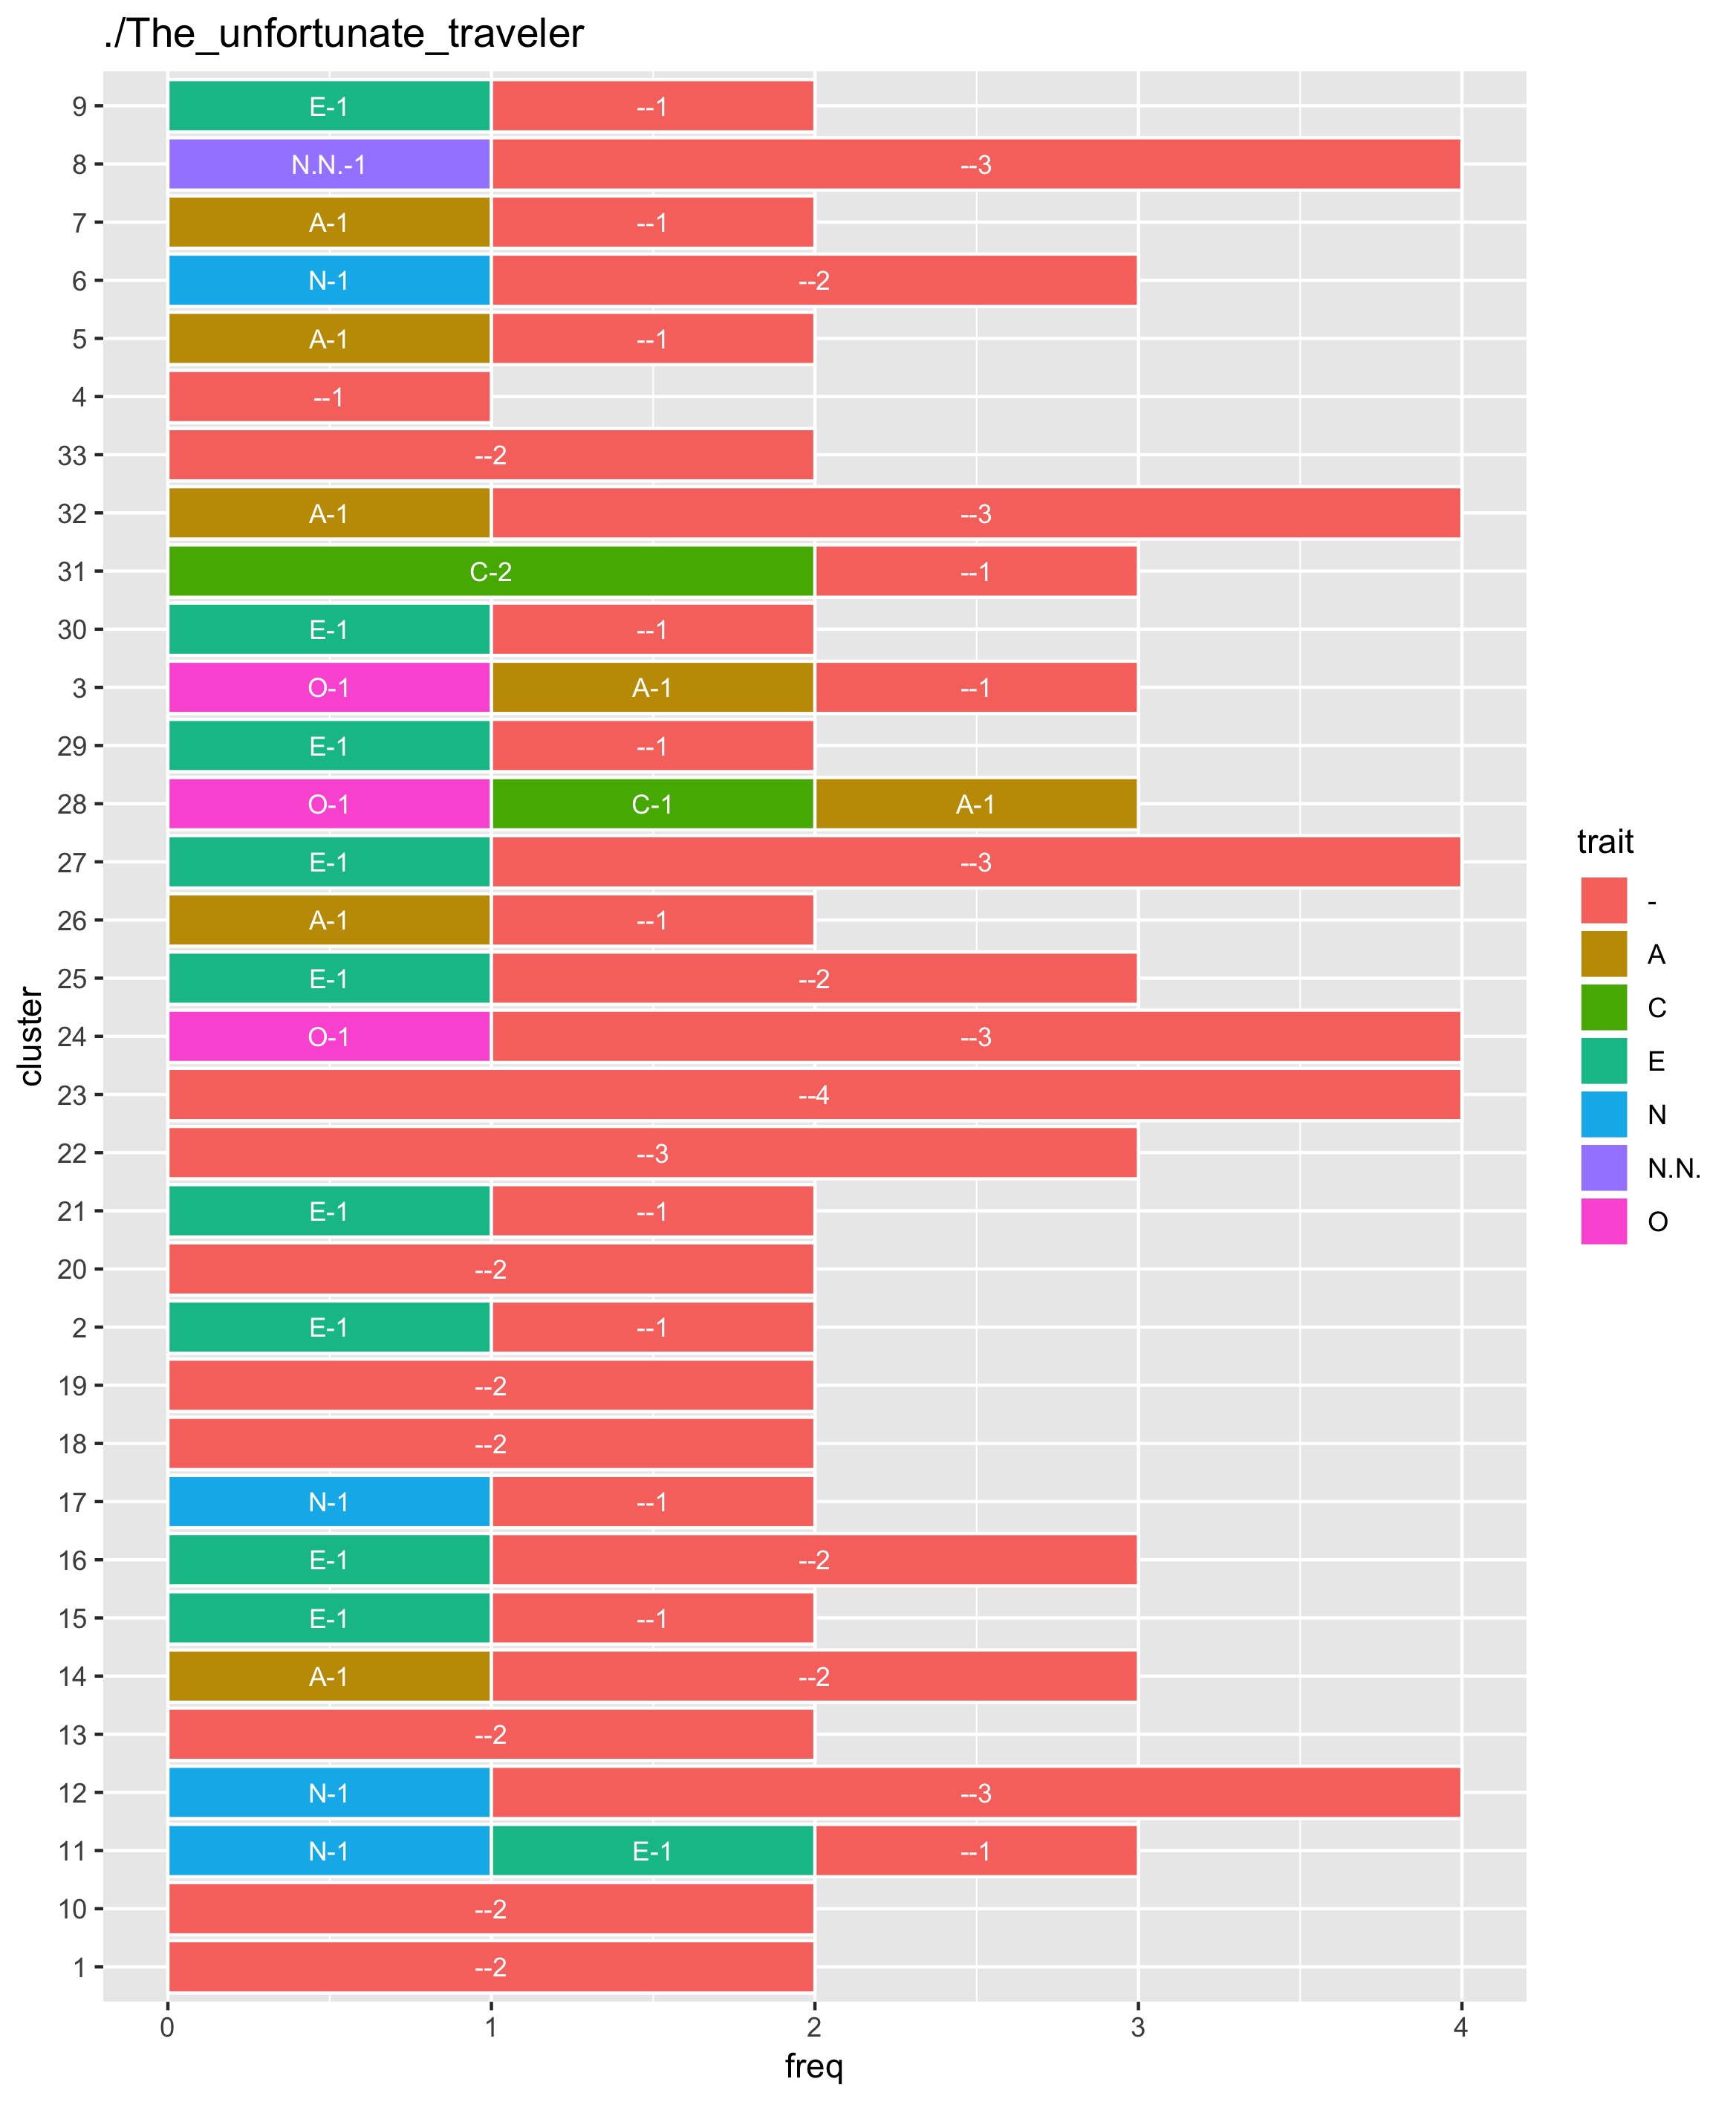 ./The_unfortunate_traveler
9 E-1 --1
8 N.N.-1 --3
7 A-1 --1
6 N-1 --2
5 A-1 --1
4 --1
33 --2
32 A-1 --3
31 C-2 --1
30 E-1 --1
3 O-1 A-1 --1
29 E-1 --1
28 O-1 C-1 A-1
27 E-1 --3
26 A-1 --1
25 E-1 --2
24 O-1 --3
23 --4
22 --3
21 E-1 --1
20 --2
2 E-1 --1
19 --2
18 --2
17 N-1 --1
16 E-1 --2
15 E-1 --1
14 A-1 --2
13 --2
12 N-1 --3
11 N-1 E-1 --1
10 --2
1 --2
0 1 2 3 4
freq
cluster
trait
-
A
C
E
N
N.N.
O